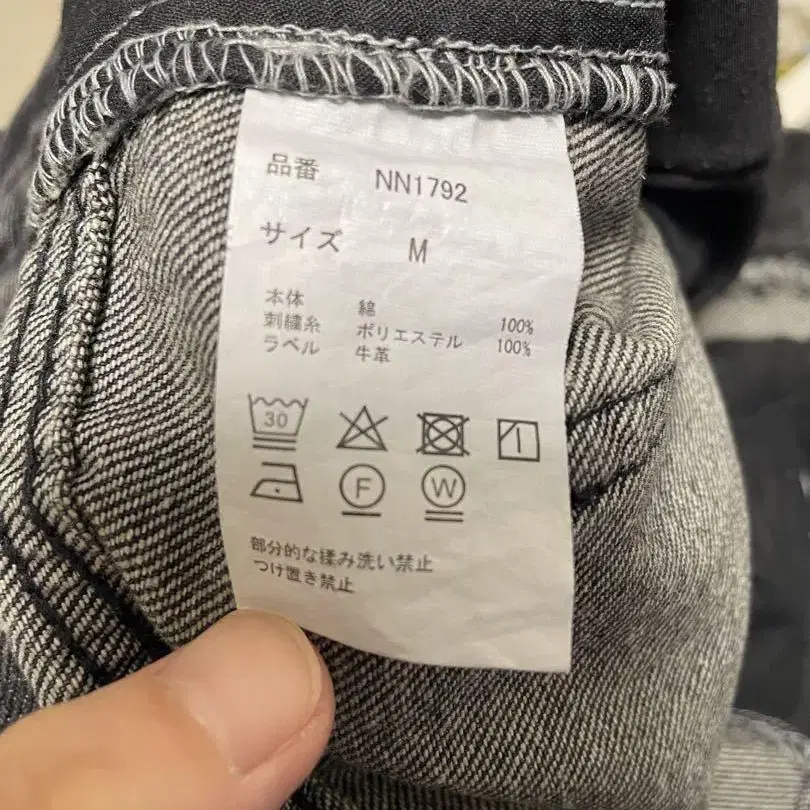 品番 NN1792
サイズ M
本体 綿 100%
刺繍糸 ポリエステル 100%
ラベル 牛革
30
F W
部分的な揉み洗い禁止
つけ置き禁止